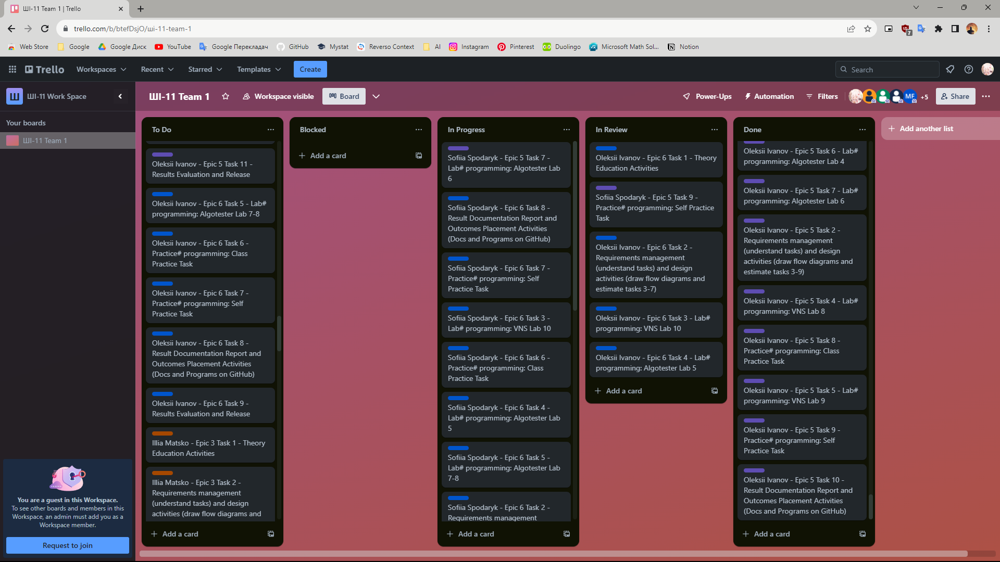 ШІ-11 Team 1 | Trello
trello.com/b/btefDsjO/ші-11-team-1
7
Web Store
Google
Google Диск
YouTube
Google Перекладач
GitHub
Mystat
Reverso Context
AI
Instagram
Pinterest
Duolingo
Microsoft Math Sol...
Notion
Trello
Workspaces
Recent
Starred
Templates
Create
Search
Ш
ШІ-11 Work Space
ШІ-11 Team 1
Workspace visible
Board
Power-Ups
Automation
Filters
MF
+5
Share
Your boards
ШІ-11 Team 1
You are a guest in this Workspace.
To see other boards and members in this
Workspace, an admin must add you as a
Workspace member.
Request to join
To Do
Oleksii Ivanov - Epic 5 Task 11 -
Results Evaluation and Release
Oleksii Ivanov - Epic 6 Task 5 - Lab#
programming: Algotester Lab 7-8
Oleksii Ivanov - Epic 6 Task 6 -
Practice# programming: Class
Practice Task
Oleksii Ivanov - Epic 6 Task 7 -
Practice# programming: Self
Practice Task
Oleksii Ivanov - Epic 6 Task 8 -
Result Documentation Report and
Outcomes Placement Activities
(Docs and Programs on GitHub)
Oleksii Ivanov - Epic 6 Task 9 -
Results Evaluation and Release
Illia Matsko - Epic 3 Task 1 - Theory
Education Activities
Illia Matsko - Epic 3 Task 2 -
Requirements management
(understand tasks) and design
activities (draw flow diagrams and
Add a card
Blocked
Add a card
In Progress
Sofiia Spodaryk - Epic 5 Task 7 -
Lab# programming: Algotester Lab
6
Sofiia Spodaryk - Epic 6 Task 8 -
Result Documentation Report and
Outcomes Placement Activities
(Docs and Programs on GitHub)
Sofiia Spodaryk - Epic 6 Task 7 -
Practice# programming: Self
Practice Task
Sofiia Spodaryk - Epic 6 Task 3 -
Lab# programming: VNS Lab 10
Sofiia Spodaryk - Epic 6 Task 6 -
Practice# programming: Class
Practice Task
Sofiia Spodaryk - Epic 6 Task 4 -
Lab# programming: Algotester Lab
5
Sofiia Spodaryk - Epic 6 Task 5 -
Lab# programming: Algotester Lab
7-8
Sofiia Spodaryk - Epic 6 Task 2 -
Requirements management
Add a card
In Review
Oleksii Ivanov - Epic 6 Task 1 - Theory
Education Activities
Sofiia Spodaryk - Epic 5 Task 9 -
Practice# programming: Self Practice
Task
Oleksii Ivanov - Epic 6 Task 2 -
Requirements management
(understand tasks) and design
activities (draw flow diagrams and
estimate tasks 3-7)
Oleksii Ivanov - Epic 6 Task 3 - Lab#
programming: VNS Lab 10
Oleksii Ivanov - Epic 6 Task 4 - Lab#
programming: Algotester Lab 5
Add a card
Done
Oleksii Ivanov - Epic 5 Task 6 - Lab#
programming: Algotester Lab 4
Oleksii Ivanov - Epic 5 Task 7 - Lab#
programming: Algotester Lab 6
Oleksii Ivanov - Epic 5 Task 2 -
Requirements management
(understand tasks) and design
activities (draw flow diagrams and
estimate tasks 3-9)
Oleksii Ivanov - Epic 5 Task 4 - Lab#
programming: VNS Lab 8
Oleksii Ivanov - Epic 5 Task 8 -
Practice# programming: Class
Practice Task
Oleksii Ivanov - Epic 5 Task 5 - Lab#
programming: VNS Lab 9
Oleksii Ivanov - Epic 5 Task 9 -
Practice# programming: Self
Practice Task
Oleksii Ivanov - Epic 5 Task 10 -
Result Documentation Report and
Outcomes Placement Activities
(Docs and Programs on GitHub)
Add a card
Add another list